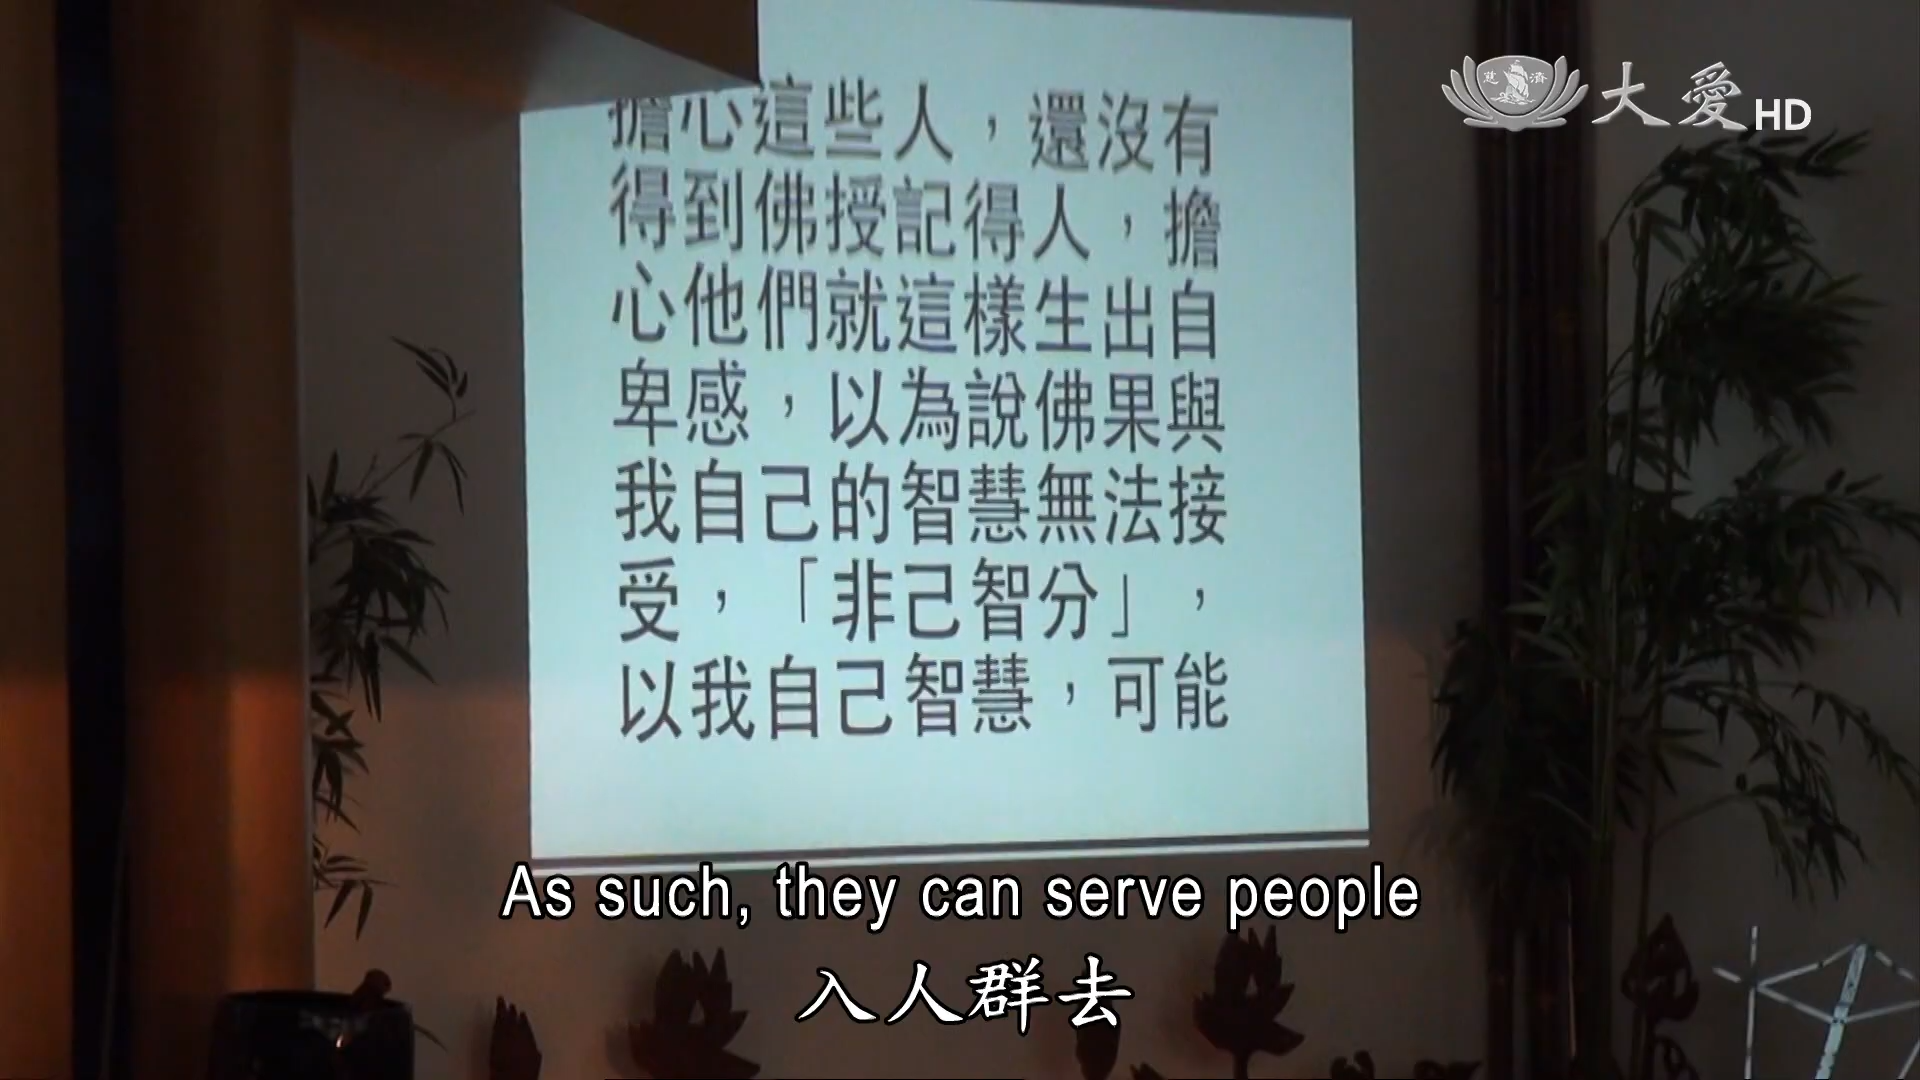 慈 濟
大愛HD
擔心這些人，還沒有
得到佛授記得人，擔
心他們就這樣生出自
卑感，以為說佛果與
我自己的智慧無法接
受，「非己智分」，
以我自己智慧，可能
As such, they can serve people
入人群去